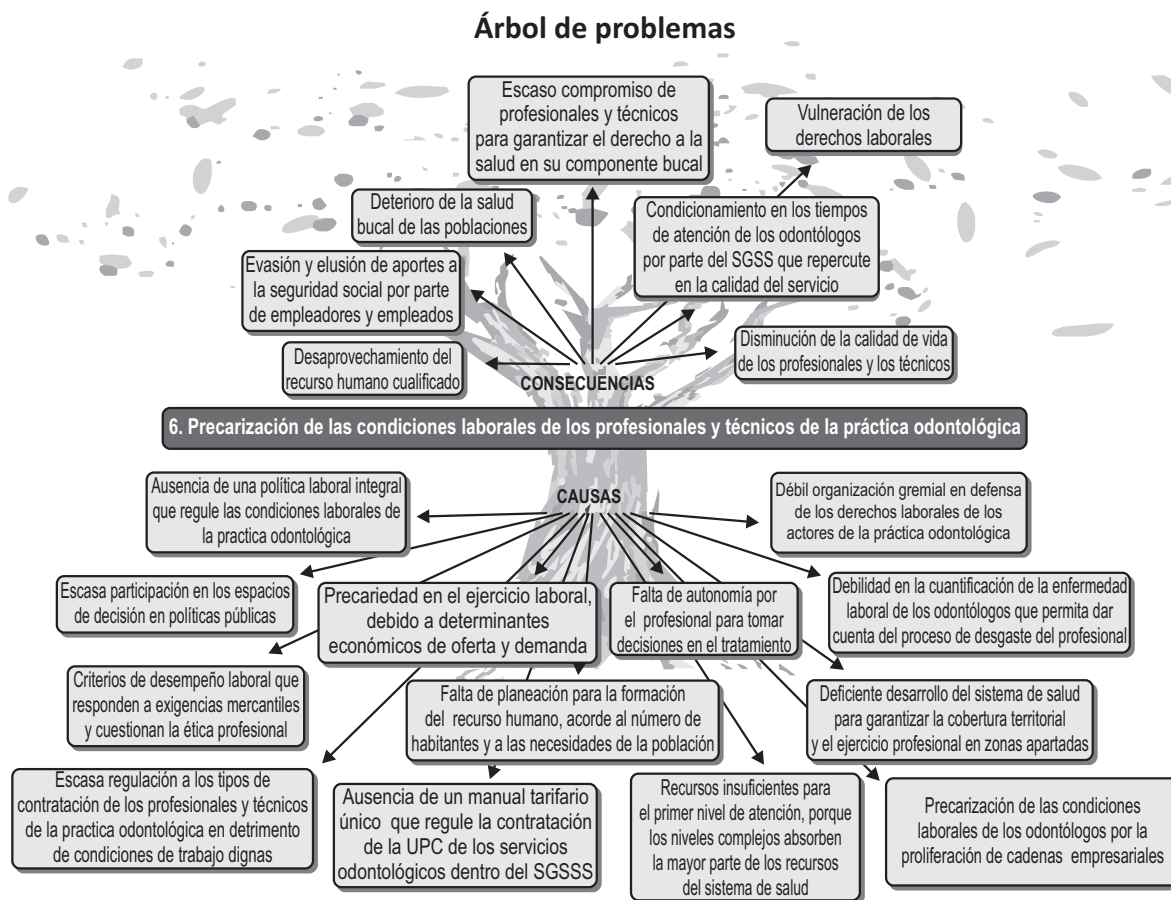 Árbol de problemas
Escaso compromiso de
profesionales y técnicos
para garantizar el derecho a la
salud en su componente bucal
Vulneración de los
derechos laborales
Deterioro de la salud
bucal de las poblaciones
Condicionamiento en los tiempos
de atención de los odontólogos
por parte del SGSS que repercute
en la calidad del servicio
Evasión y elusión de aportes a
la seguridad social por parte
de empleadores y empleados
Disminución de la calidad de vida
de los profesionales y los técnicos
Desaprovechamiento del
recurso humano cualificado
CONSECUENCIAS
6. Precarización de las condiciones laborales de los profesionales y técnicos de la práctica odontológica
CAUSAS
Ausencia de una política laboral integral
que regule las condiciones laborales de
la practica odontológica
Débil organización gremial en defensa
de los derechos laborales de los
actores de la práctica odontológica
Escasa participación en los espacios
de decisión en políticas públicas
Precariedad en el ejercicio laboral,
debido a determinantes
económicos de oferta y demanda
Falta de autonomía por
el profesional para tomar
decisiones en el tratamiento
Debilidad en la cuantificación de la enfermedad
laboral de los odontólogos que permita dar
cuenta del proceso de desgaste del profesional
Criterios de desempeño laboral que
responden a exigencias mercantiles
y cuestionan la ética profesional
Falta de planeación para la formación
del recurso humano, acorde al número de
habitantes y a las necesidades de la población
Deficiente desarrollo del sistema de salud
para garantizar la cobertura territorial
y el ejercicio profesional en zonas apartadas
Escasa regulación a los tipos de
contratación de los profesionales y técnicos
de la practica odontológica en detrimento
de condiciones de trabajo dignas
Ausencia de un manual tarifario
único que regule la contratación
de la UPC de los servicios
odontológicos dentro del SGSSS
Recursos insuficientes para
el primer nivel de atención, porque
los niveles complejos absorben
la mayor parte de los recursos
del sistema de salud
Precarización de las condiciones
laborales de los odontólogos por la
proliferación de cadenas empresariales